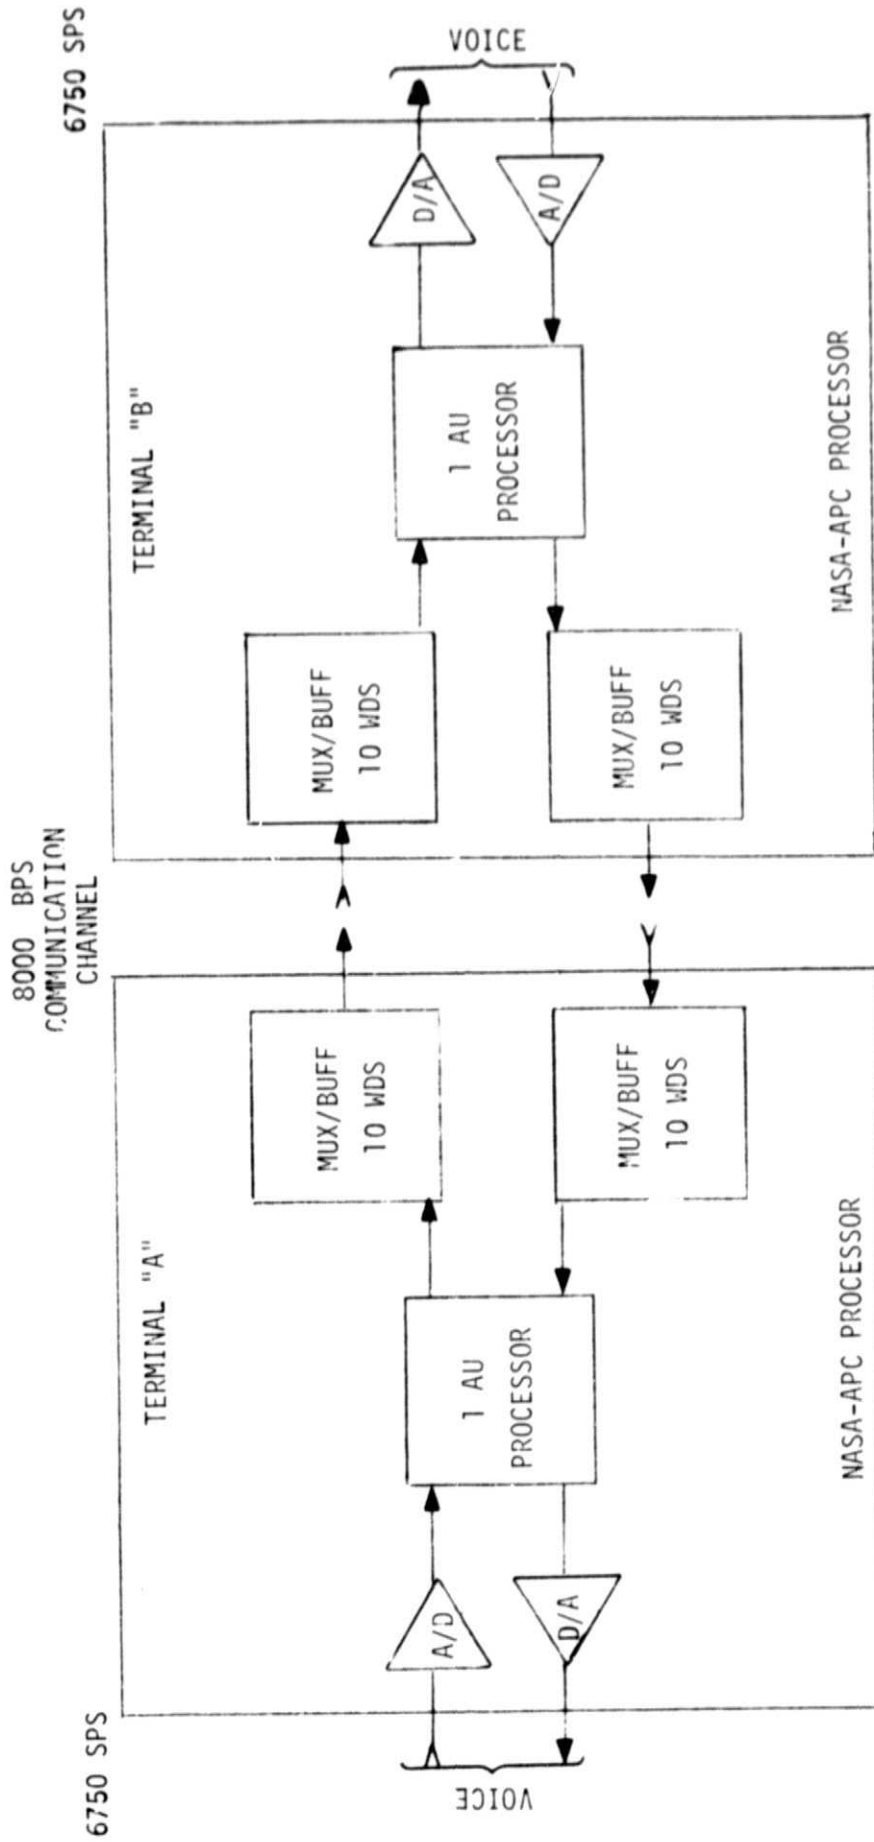 8000 BPS
COMMUNICATION
CHANNEL
6750 SPS
6750 SPS
TERMINAL "A"
TERMINAL "B"
MUX/BUFF
10 WDS
MUX/BUFF
10 WDS
A/D
1 AU
PROCESSOR
D/A
VOICE
1 AU
PROCESSOR
D/A
A/D
VOICE
MUX/BUFF
10 WDS
MUX/BUFF
10 WDS
NASA-APC PROCESSOR
NASA-APC PROCESSOR